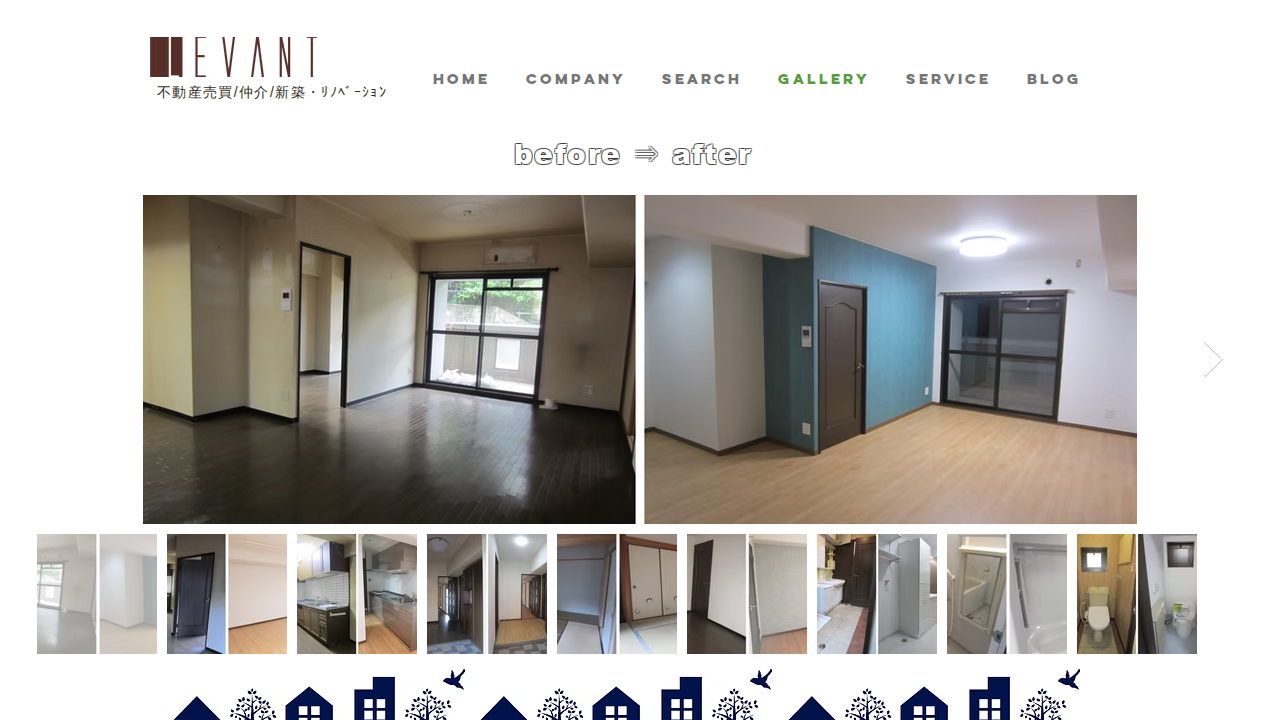 LEVANT
不動産売買/仲介/新築・ﾘﾉﾍﾞｰｼｮﾝ
HOME COMPANY SEARCH GALLERY SERVICE BLOG
before ⇒ after